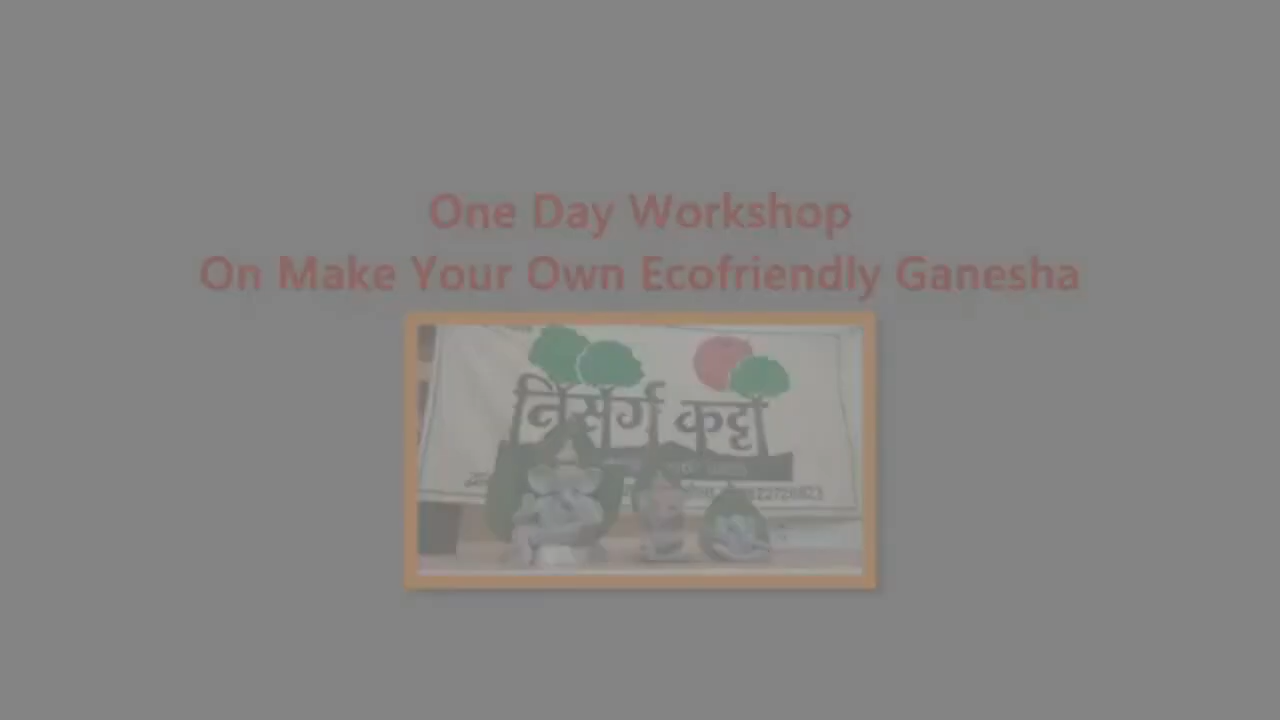 One Day Workshop
On Make Your Own Ecofriendly Ganesha
निसर्ग कट्टा